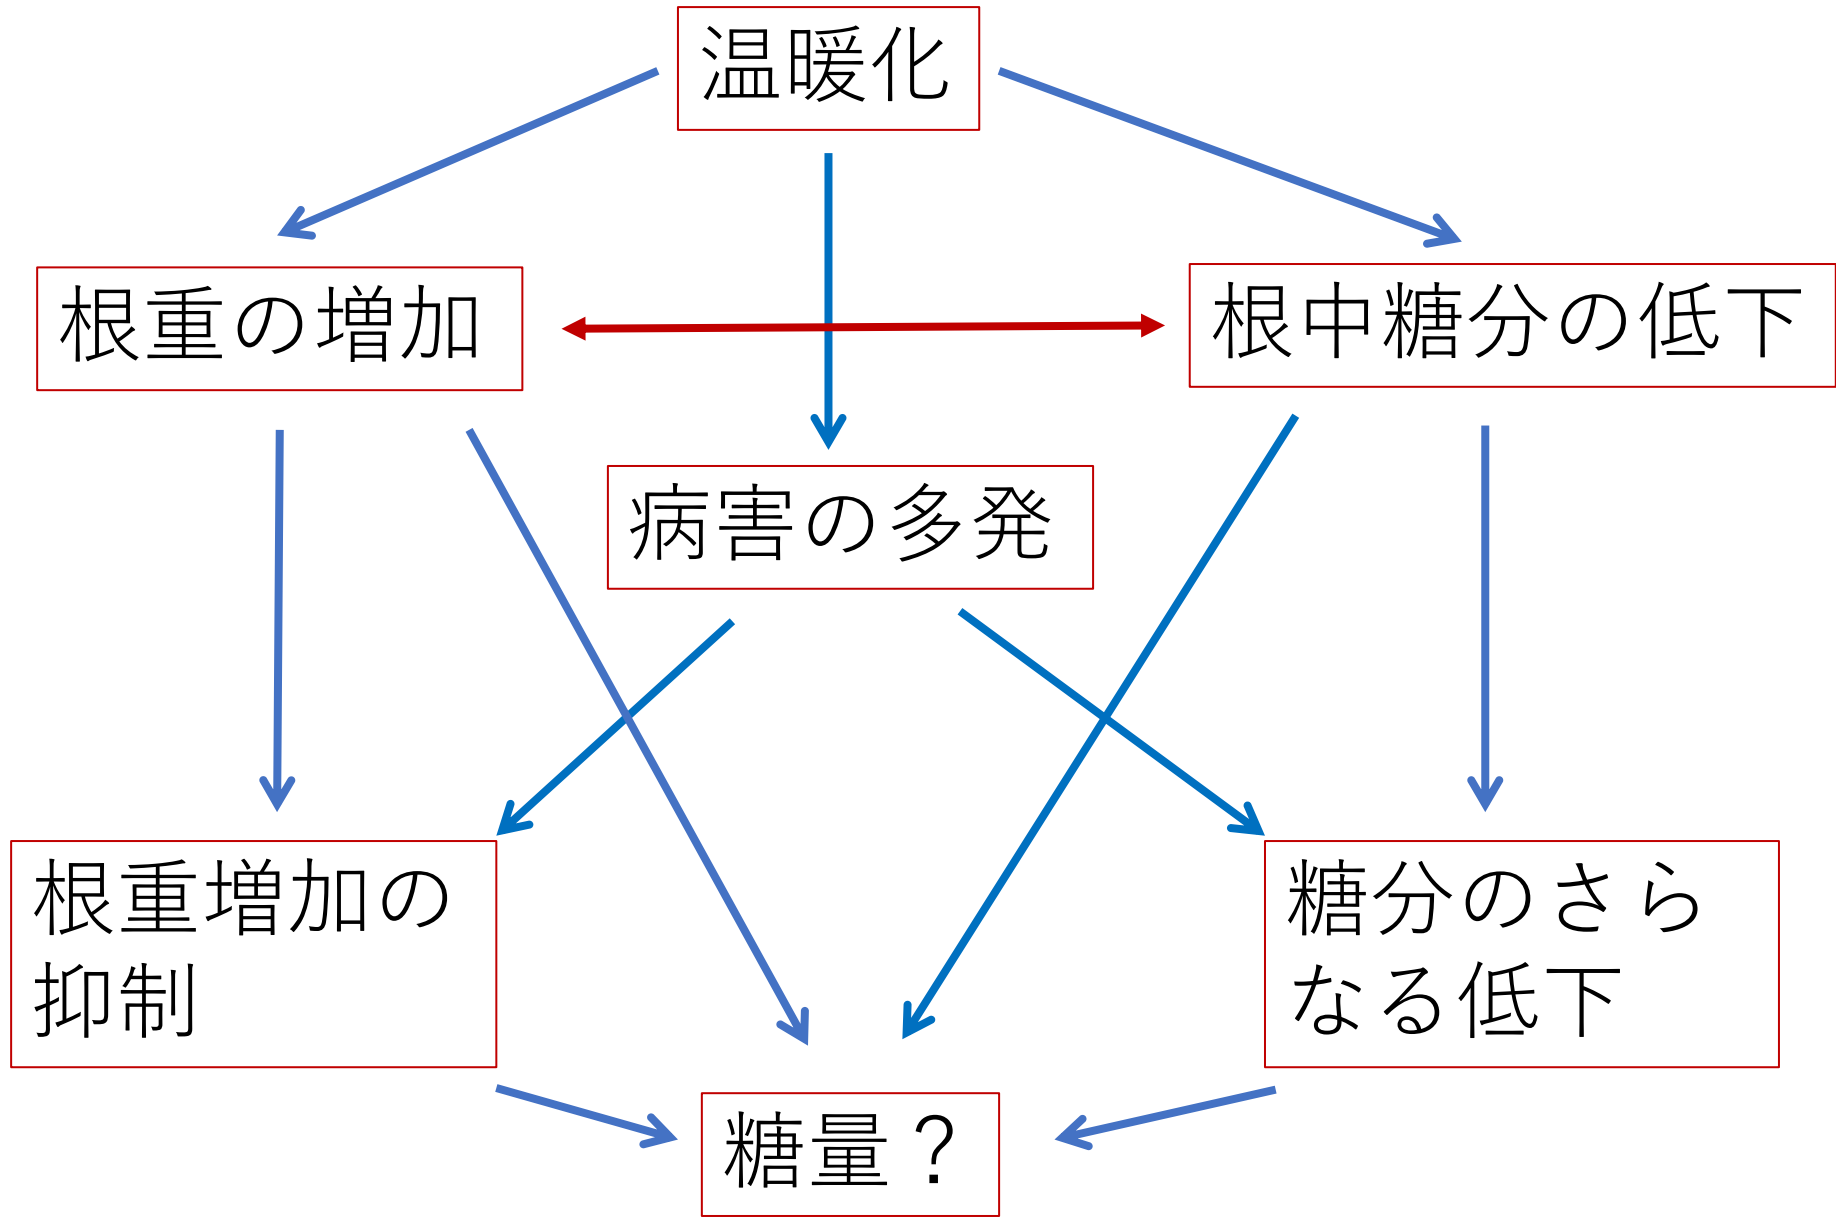 温暖化
根重の増加
根中糖分の低下
病害の多発
根重増加の
抑制
糖分のさら
なる低下
糖量？